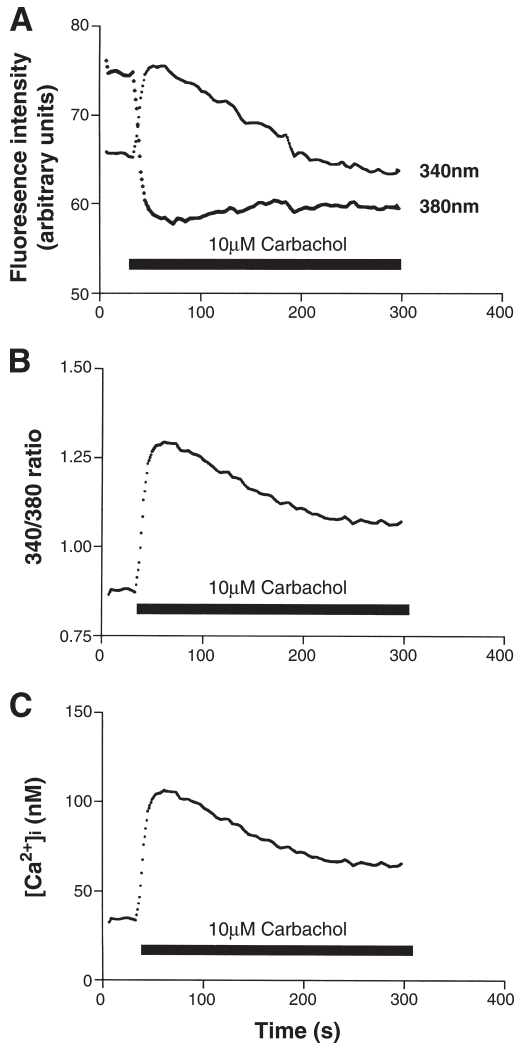 A
Fluoresence intensity
(arbitrary units)
80
70
60
50
340nm
380nm
10µM Carbachol
0
100
200
300
400
B
340/380 ratio
1.50
1.25
1.00
0.75
10µM Carbachol
0
100
200
300
400
C
[Ca2+]i (nM)
150
100
50
0
10µM Carbachol
0
100
200
300
400
Time (s)